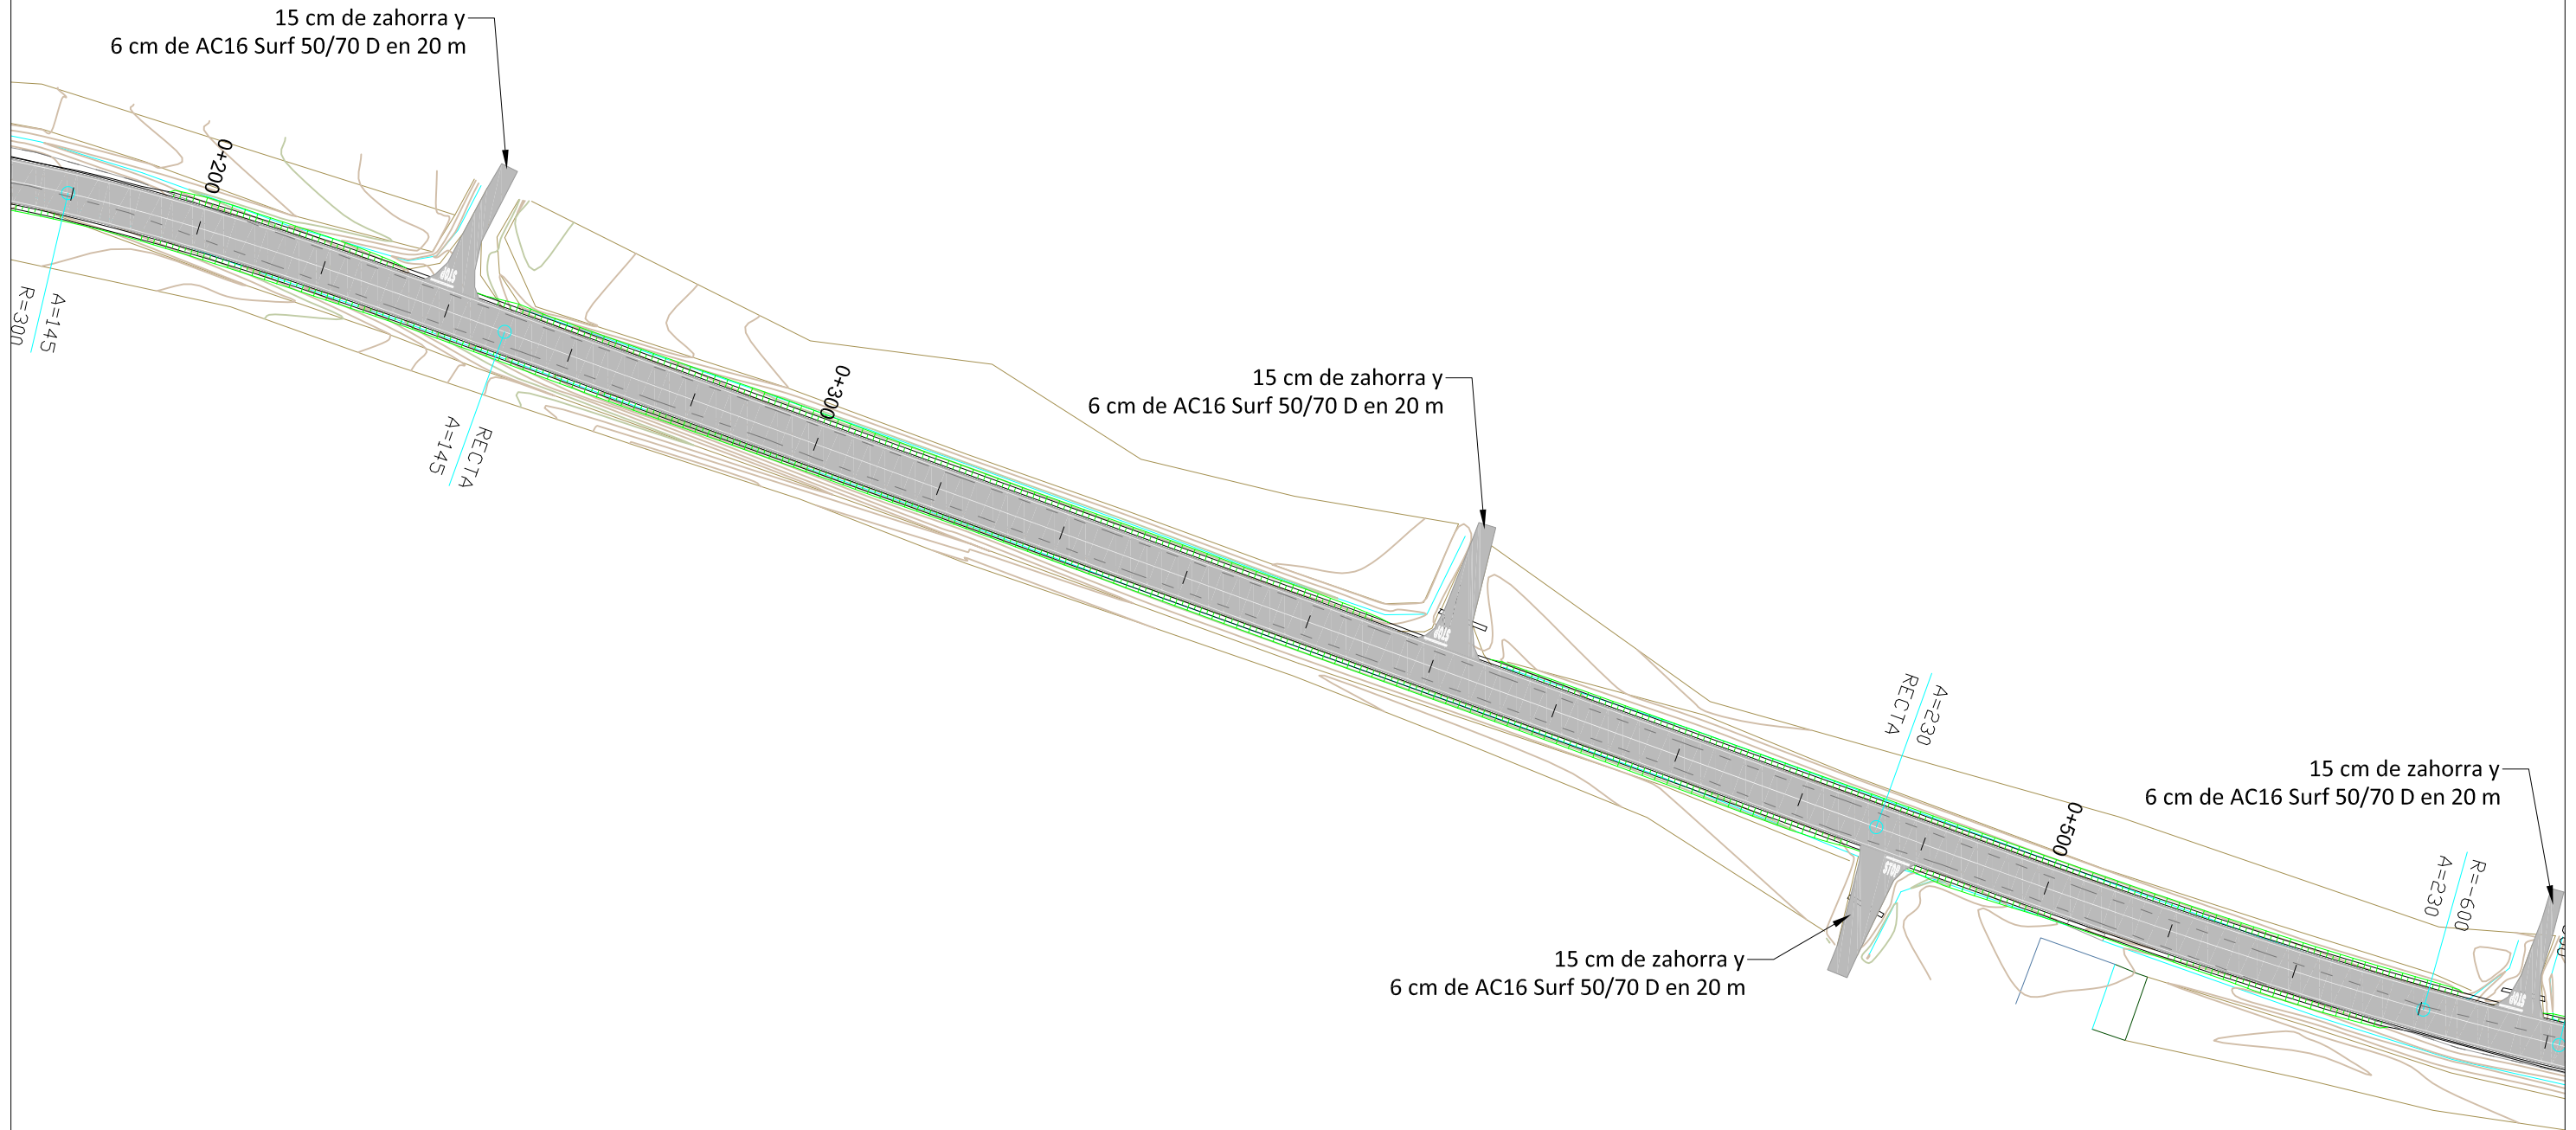 15 cm de zahorra y
6 cm de AC16 Surf 50/70 D en 20 m
0+200
STOP
A=145
R=300
RECTA
A=145
0+300
15 cm de zahorra y
6 cm de AC16 Surf 50/70 D en 20 m
STOP
A=230
RECTA
STOP
15 cm de zahorra y
6 cm de AC16 Surf 50/70 D en 20 m
0+500
15 cm de zahorra y
6 cm de AC16 Surf 50/70 D en 20 m
R=-600
A=230
STOP